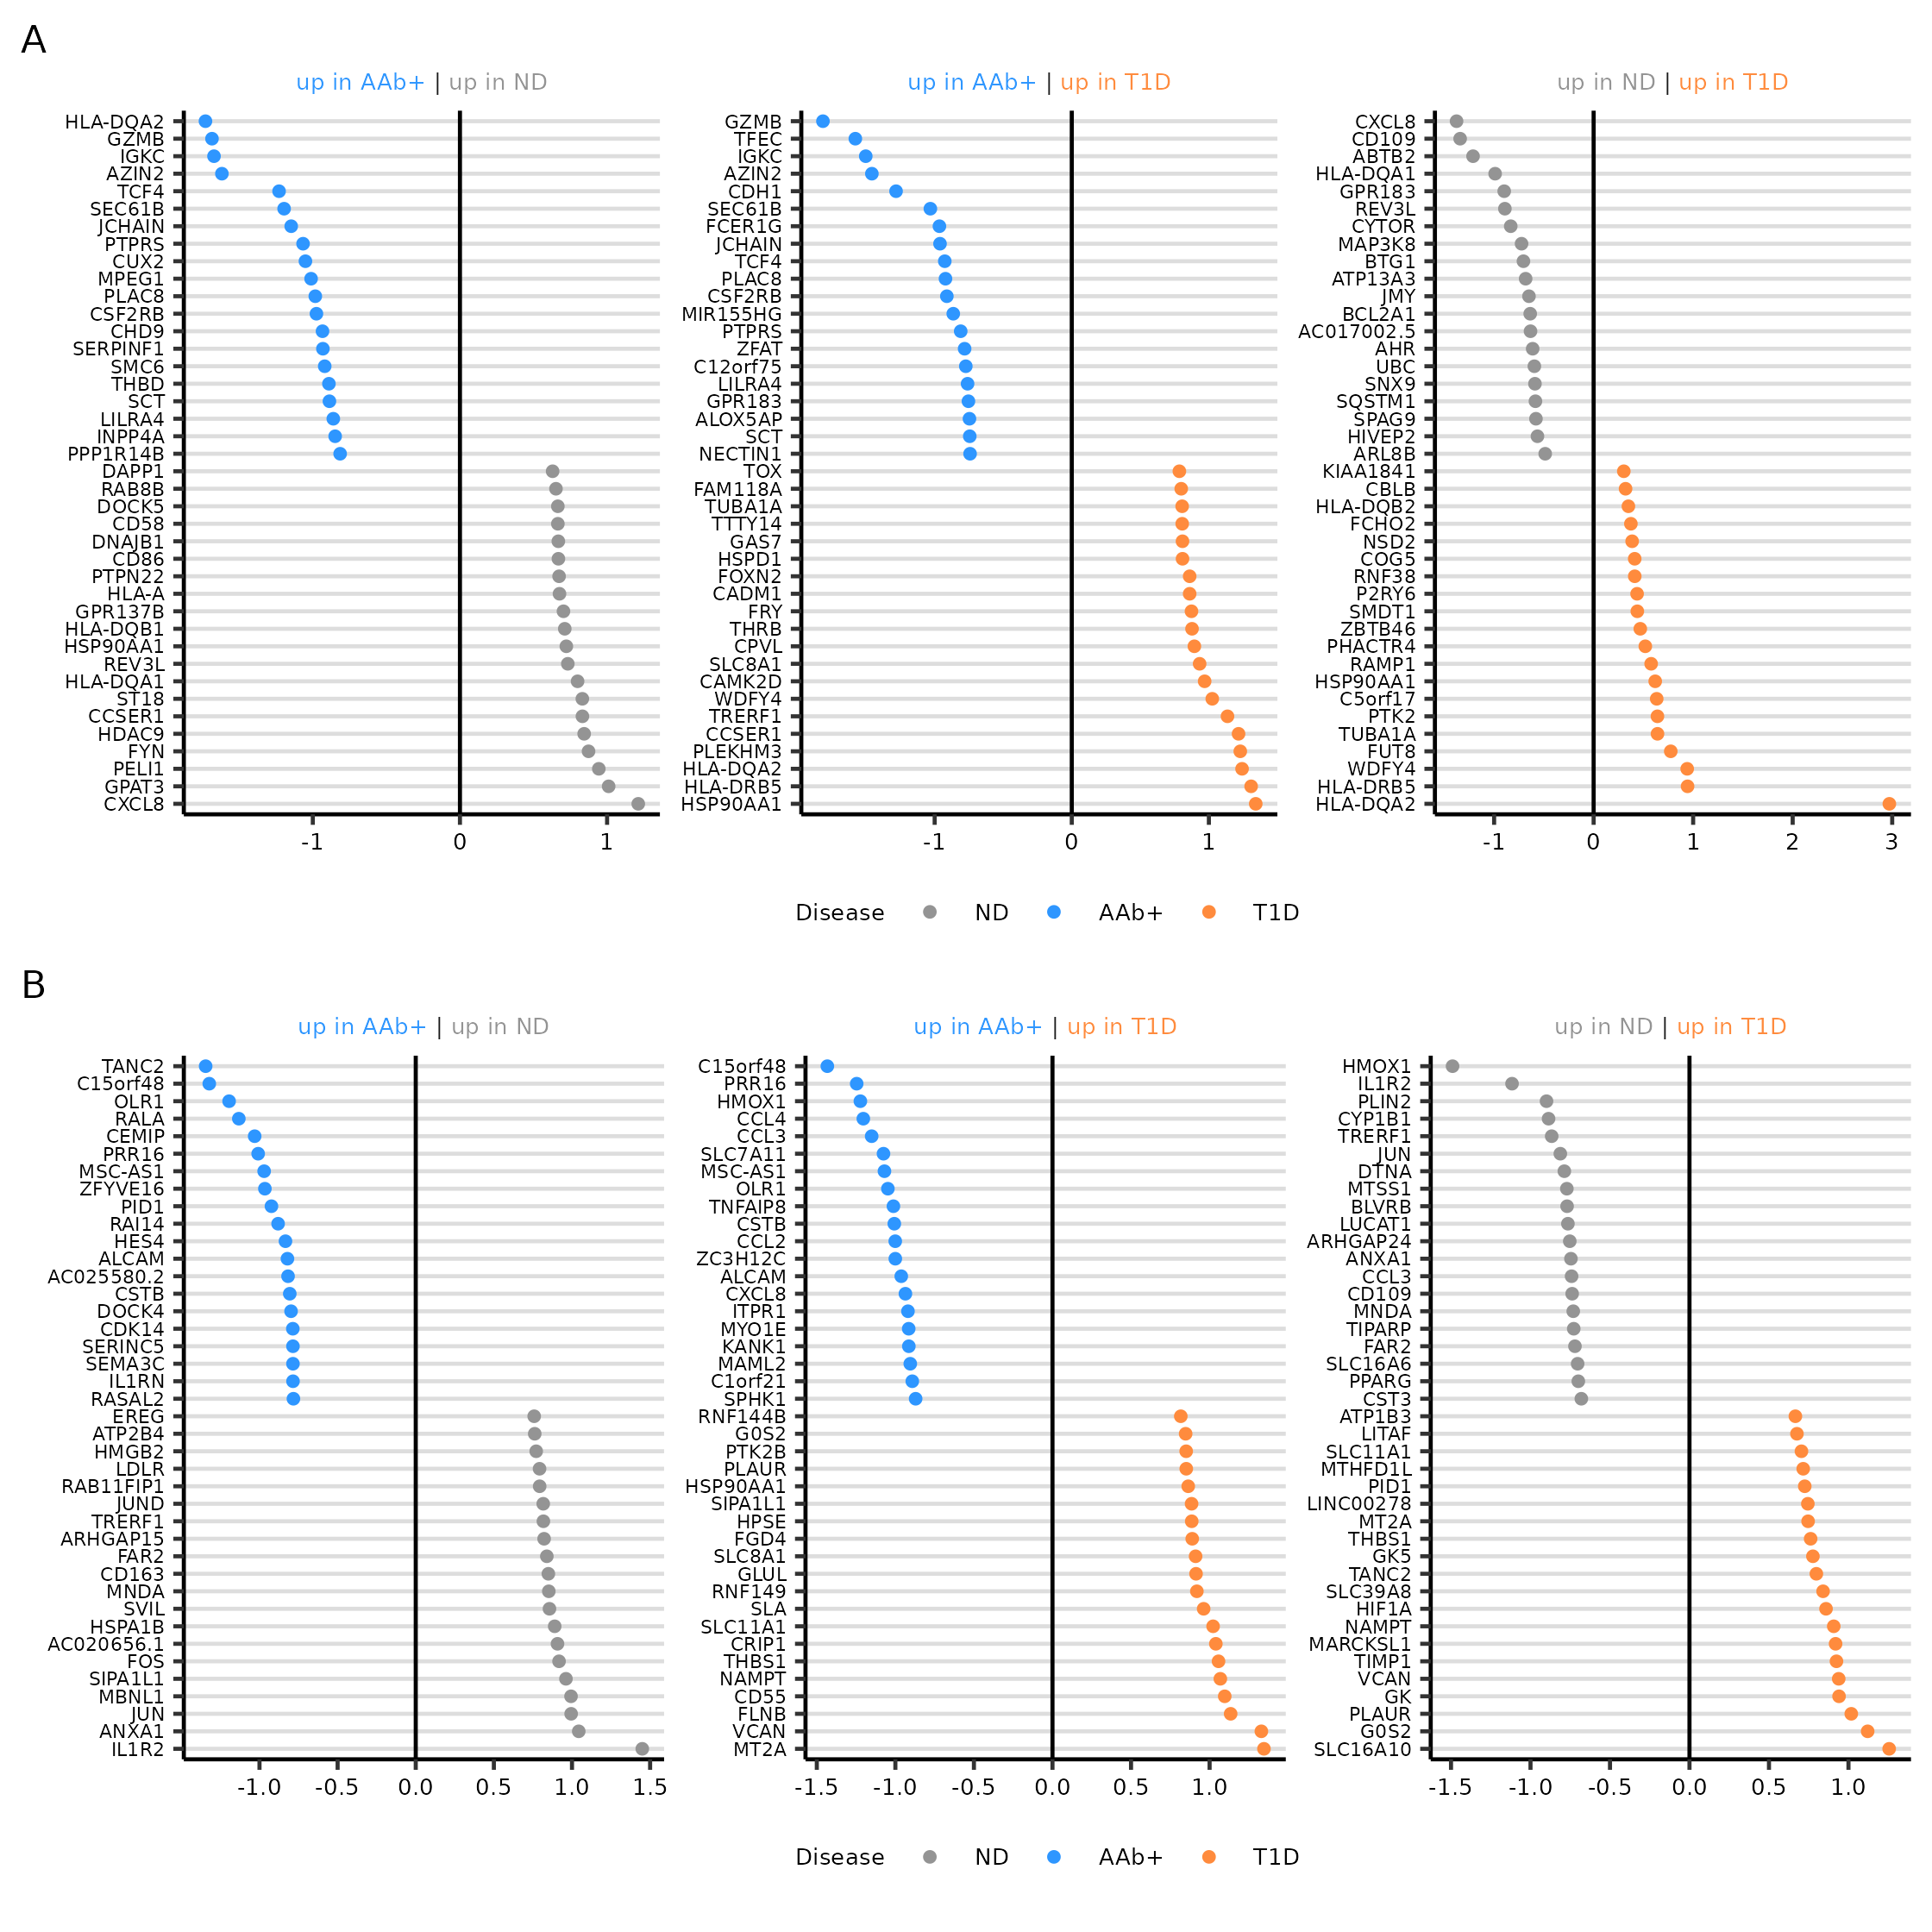 A
up in AAb+ | up in ND
HLA-DQA2
GZMB
IGKC
AZIN2
TCF4
SEC61B
JCHAIN
PTPRS
CUX2
MPEG1
PLAC8
CSF2RB
CHD9
SERPINF1
SMC6
THBD
SCT
LILRA4
INPP4A
PPP1R14B
DAPP1
RAB8B
DOCK5
CD58
DNAJB1
CD86
PTPN22
HLA-A
GPR137B
HLA-DQB1
HSP90AA1
REV3L
HLA-DQA1
ST18
CCSER1
HDAC9
FYN
PELI1
GPAT3
CXCL8
-1 0 1
up in AAb+ | up in T1D
GZMB
TFEC
IGKC
AZIN2
CDH1
SEC61B
FCER1G
JCHAIN
TCF4
PLAC8
CSF2RB
MIR155HG
PTPRS
ZFAT
C12orf75
LILRA4
GPR183
ALOX5AP
SCT
NECTIN1
TOX
FAM118A
TUBA1A
TTTY14
GAS7
HSPD1
FOXN2
CADM1
FRY
THRB
CPVL
SLC8A1
CAMK2D
WDFY4
TRERF1
CCSER1
PLEKHM3
HLA-DQA2
HLA-DRB5
HSP90AA1
-1 0 1
up in ND | up in T1D
CXCL8
CD109
ABTB2
HLA-DQA1
GPR183
REV3L
CYTOR
MAP3K8
BTG1
ATP13A3
JMY
BCL2A1
AC017002.5
AHR
UBC
SNX9
SQSTM1
SPAG9
HIVEP2
ARL8B
KIAA1841
CBLB
HLA-DQB2
FCHO2
NSD2
COG5
RNF38
P2RY6
SMDT1
ZBTB46
PHACTR4
RAMP1
HSP90AA1
C5orf17
PTK2
TUBA1A
FUT8
WDFY4
HLA-DRB5
HLA-DQA2
-1 0 1 2 3
Disease ND AAb+ T1D
B
up in AAb+ | up in ND
TANC2
C15orf48
OLR1
RALA
CEMIP
PRR16
MSC-AS1
ZFYVE16
PID1
RAI14
HES4
ALCAM
AC025580.2
CSTB
DOCK4
CDK14
SERINC5
SEMA3C
IL1RN
RASAL2
EREG
ATP2B4
HMGB2
LDLR
RAB11FIP1
JUND
TRERF1
ARHGAP15
FAR2
CD163
MNDA
SVIL
HSPA1B
AC020656.1
FOS
SIPA1L1
MBNL1
JUN
ANXA1
IL1R2
-1.0 -0.5 0.0 0.5 1.0 1.5
up in AAb+ | up in T1D
C15orf48
PRR16
HMOX1
CCL4
CCL3
SLC7A11
MSC-AS1
OLR1
TNFAIP8
CSTB
CCL2
ZC3H12C
ALCAM
CXCL8
ITPR1
MYO1E
KANK1
MAML2
C1orf21
SPHK1
RNF144B
G0S2
PTK2B
PLAUR
HSP90AA1
SIPA1L1
HPSE
FGD4
SLC8A1
GLUL
RNF149
SLA
SLC11A1
CRIP1
THBS1
NAMPT
CD55
FLNB
VCAN
MT2A
-1.5 -1.0 -0.5 0.0 0.5 1.0
up in ND | up in T1D
HMOX1
IL1R2
PLIN2
CYP1B1
TRERF1
JUN
DTNA
MTSS1
BLVRB
LUCAT1
ARHGAP24
ANXA1
CCL3
CD109
MNDA
TIPARP
FAR2
SLC16A6
PPARG
CST3
ATP1B3
LITAF
SLC11A1
MTHFD1L
PID1
LINC00278
MT2A
THBS1
GK5
TANC2
SLC39A8
HIF1A
NAMPT
MARCKSL1
TIMP1
VCAN
GK
PLAUR
G0S2
SLC16A10
-1.5 -1.0 -0.5 0.0 0.5 1.0
Disease ND AAb+ T1D